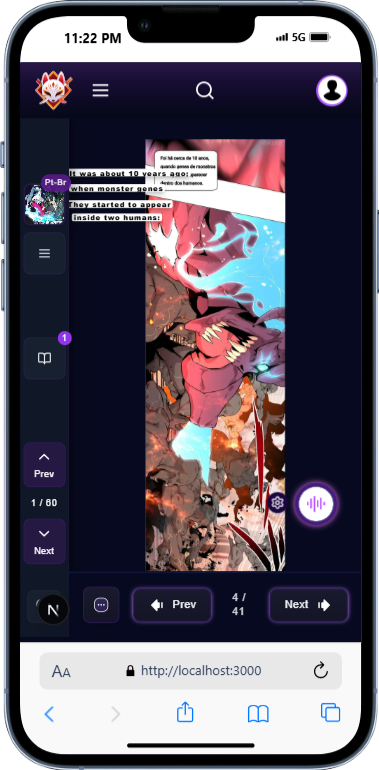 11:22 PM
5G
Pt-Br
Foi há cerca de 10 anos,
quando genes de monstros
parecer
dentro dos humanos.
It was about 10 years ago:
when monster genes
They started to appear
inside two humans:
1
Prev
1 / 60
Next
N
Prev
4 /
41
Next
AA
http://localhost:3000